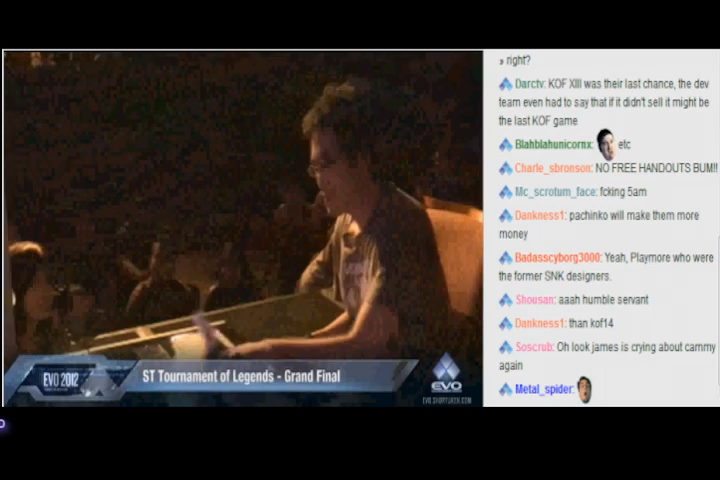 » right?
Darctv: KOF XIII was their last chance, the dev
team even had to say that if it didn't sell it might be
the last KOF game
Blahblahunicornx: etc
Charle_sbronson: NO FREE HANDOUTS BUM!!
Mc_scrotum_face: fcking 5am
Dankness1: pachinko will make them more
money
Badasscyborg3000: Yeah, Playmore who were
the former SNK designers.
Shousan: aaah humble servant
Dankness1: than kof14
Soscrub: Oh look james is crying about cammy
again
Metal_spider:
EVO 2012
ST Tournament of Legends - Grand Final
EVO
EVO.SHORYUKEN.COM